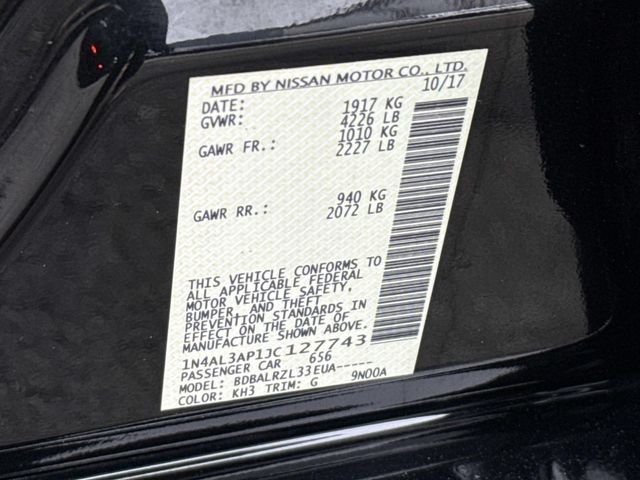 MFD BY NISSAN MOTOR CO., LTD.
DATE: 10/17
GVWR: 1917 KG
4226 LB
GAWR FR.: 1010 KG
2227 LB
GAWR RR.: 940 KG
2072 LB
THIS VEHICLE CONFORMS TO
ALL APPLICABLE FEDERAL
MOTOR VEHICLE SAFETY,
BUMPER, AND THEFT
PREVENTION STANDARDS IN
EFFECT ON THE DATE OF
MANUFACTURE SHOWN ABOVE.
1N4AL3AP1JC127743
PASSENGER CAR 656
MODEL: BDBALRZL33EUA-----
COLOR: KH3 TRIM: G 9N00A